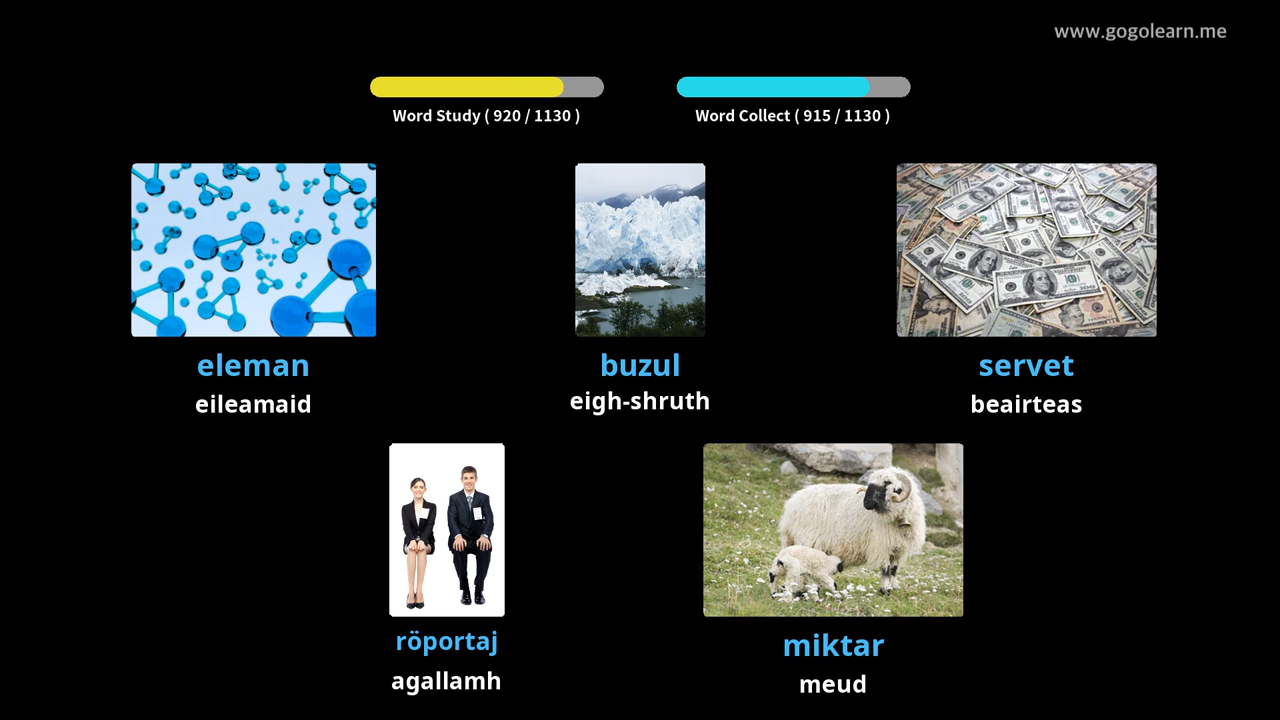 www.gogolearn.me
Word Study ( 920 / 1130 )
Word Collect ( 915 / 1130 )
eleman
eileamaid
buzul
eigh-shruth
servet
beairteas
röportaj
agallamh
miktar
meud